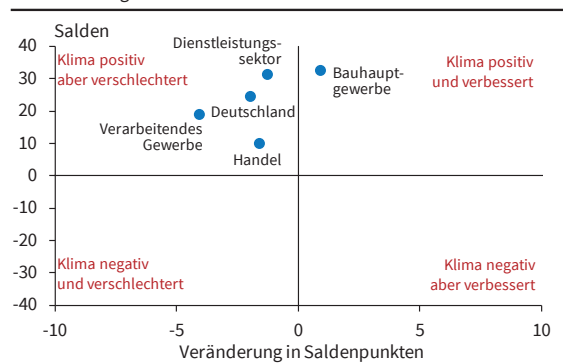 Salden
40
30
20
10
0
-10
-20
-30
-40
Klima positiv
aber verschlechtert
Dienstleistungs-
sektor
Bauhaupt-
gewerbe
Klima positiv
und verbessert
Deutschland
Verarbeitendes
Gewerbe
Handel
Klima negativ
und verschlechtert
Klima negativ
aber verbessert
-10
-5
0
5
10
Veränderung in Saldenpunkten